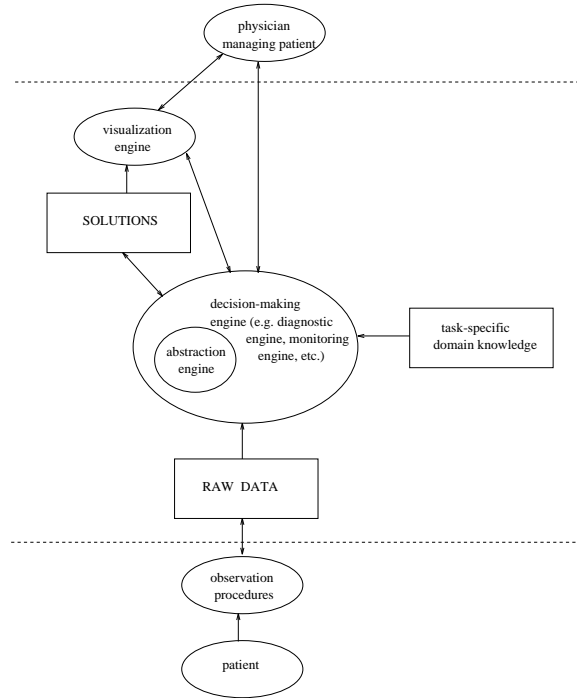 physician
managing patient
visualization
engine
SOLUTIONS
decision-making
engine (e.g. diagnostic
engine, monitoring
engine, etc.)
abstraction
engine
task-specific
domain knowledge
RAW DATA
observation
procedures
patient